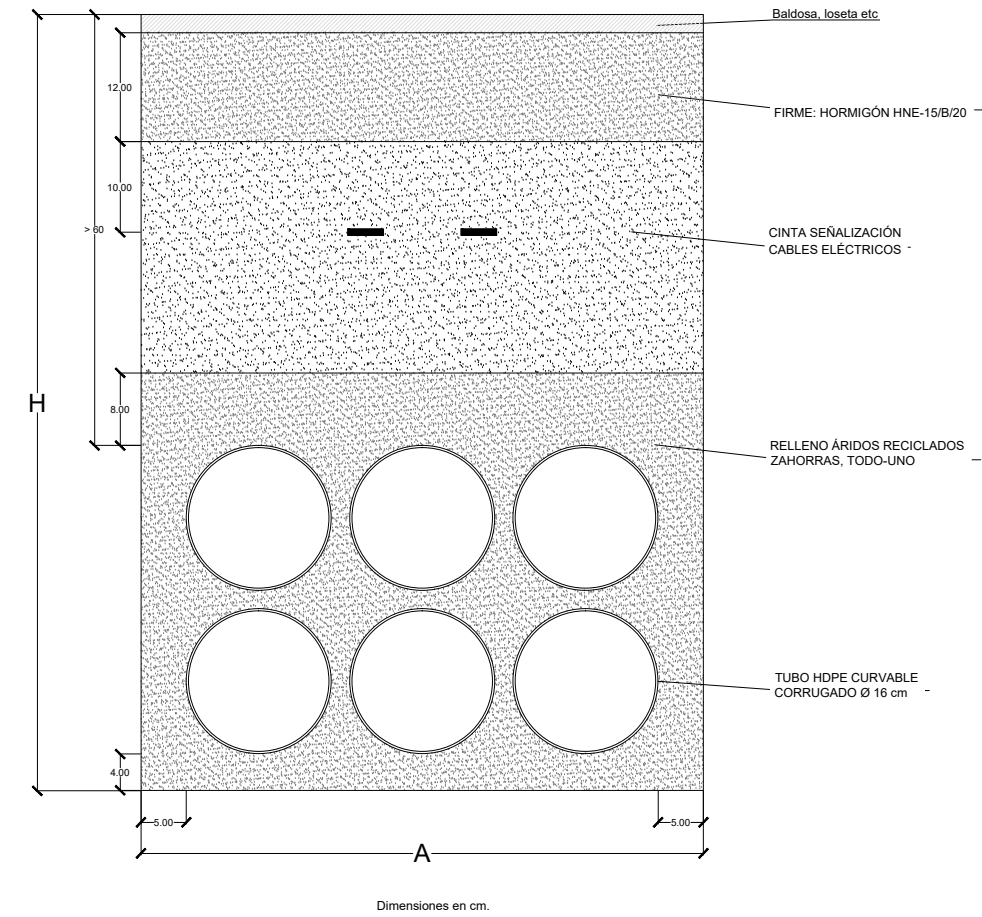 Baldosa, loseta etc
12.00
FIRME: HORMIGÓN HNE-15/B/20
10.00
> 60
CINTA SEÑALIZACIÓN
CABLES ELÉCTRICOS
H
8.00
RELLENO ÁRIDOS RECICLADOS
ZAHORRAS, TODO-UNO
TUBO HDPE CURVABLE
CORRUGADO Ø 16 cm
4.00
5.00
5.00
A
Dimensiones en cm.